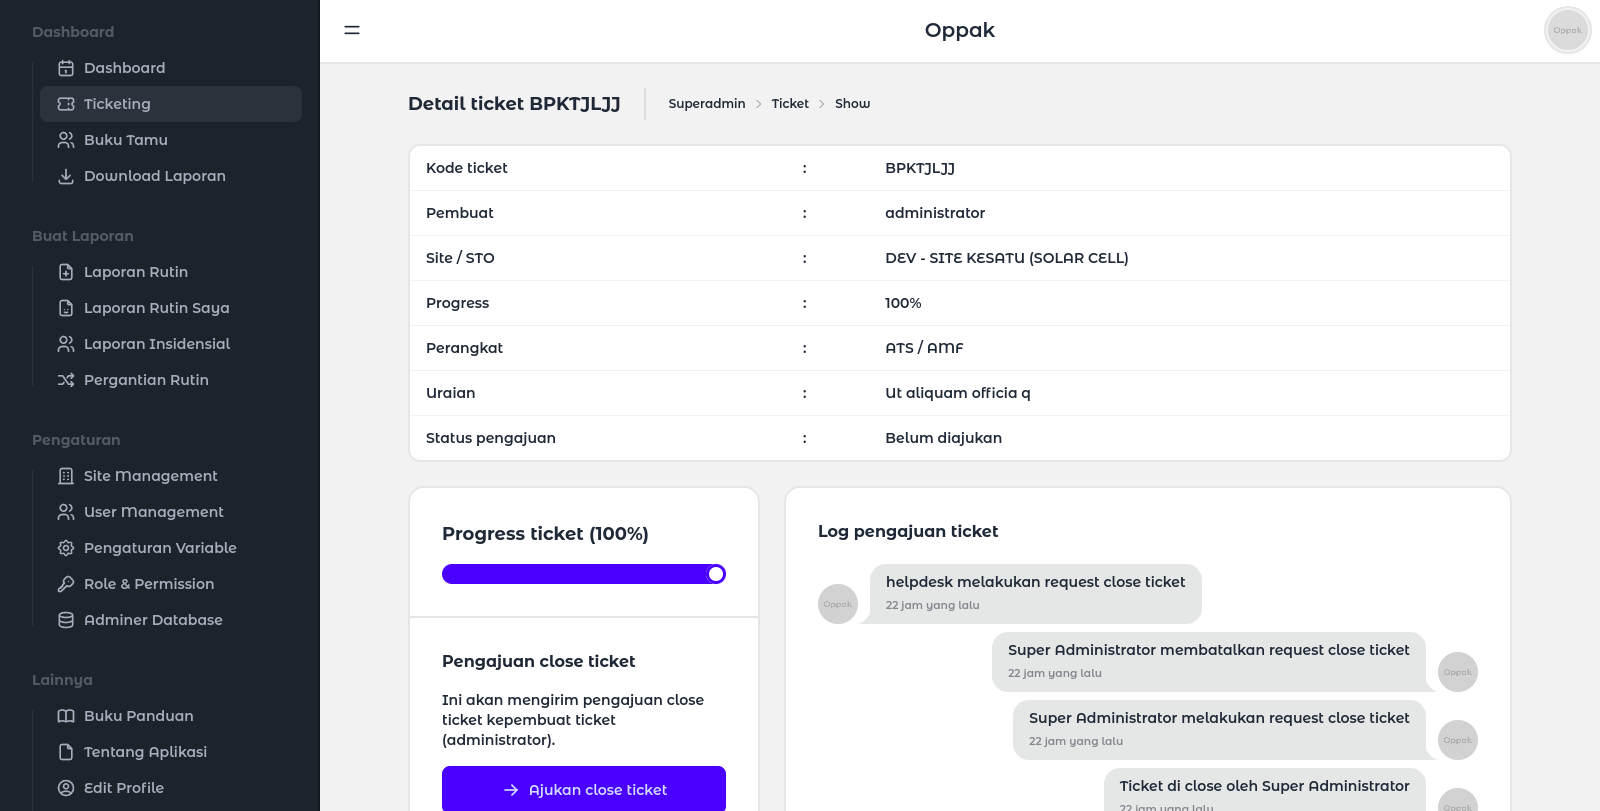 Dashboard
Dashboard
Ticketing
Buku Tamu
Download Laporan
Buat Laporan
Laporan Rutin
Laporan Rutin Saya
Laporan Insidensial
Pergantian Rutin
Pengaturan
Site Management
User Management
Pengaturan Variable
Role & Permission
Adminer Database
Lainnya
Buku Panduan
Tentang Aplikasi
Edit Profile
Oppak
Oppak
Detail ticket BPKTJLJJ
Superadmin > Ticket > Show
Kode ticket : BPKTJLJJ
Pembuat : administrator
Site / STO : DEV - SITE KESATU (SOLAR CELL)
Progress : 100%
Perangkat : ATS / AMF
Uraian : Ut aliquam officia q
Status pengajuan : Belum diajukan
Progress ticket (100%)
Pengajuan close ticket
Ini akan mengirim pengajuan close
ticket kepembuat ticket
(administrator).
Ajukan close ticket
Log pengajuan ticket
Oppak
helpdesk melakukan request close ticket
22 jam yang lalu
Super Administrator membatalkan request close ticket
22 jam yang lalu
Oppak
Super Administrator melakukan request close ticket
22 jam yang lalu
Oppak
Ticket di close oleh Super Administrator
22 jam yang lalu
Oppak